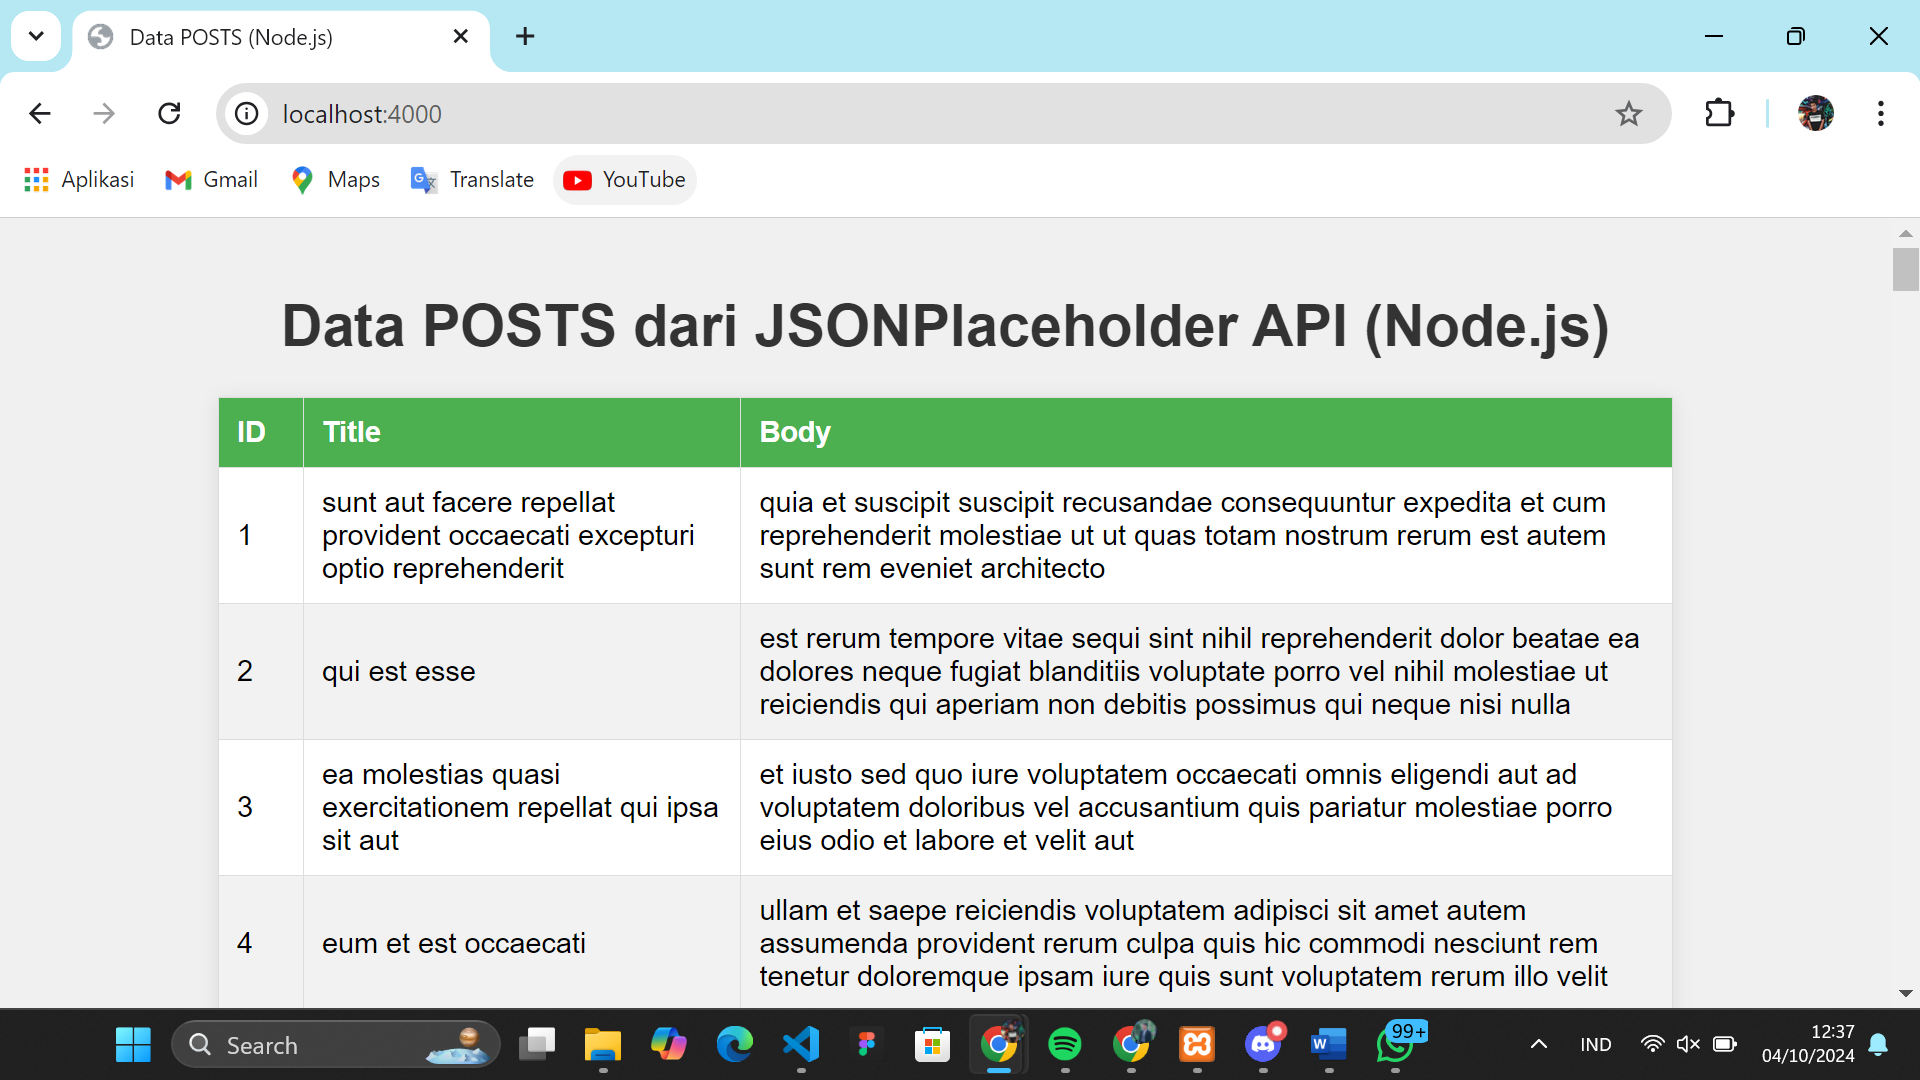 Data POSTS (Node.js)
localhost:4000
Aplikasi
Gmail
Maps
Translate
YouTube
Data POSTS dari JSONPlaceholder API (Node.js)
ID
Title
Body
1
sunt aut facere repellat
provident occaecati excepturi
optio reprehenderit
quia et suscipit suscipit recusandae consequuntur expedita et cum
reprehenderit molestiae ut ut quas totam nostrum rerum est autem
sunt rem eveniet architecto
2
qui est esse
est rerum tempore vitae sequi sint nihil reprehenderit dolor beatae ea
dolores neque fugiat blanditiis voluptate porro vel nihil molestiae ut
reiciendis qui aperiam non debitis possimus qui neque nisi nulla
3
ea molestias quasi
exercitationem repellat qui ipsa
sit aut
et iusto sed quo iure voluptatem occaecati omnis eligendi aut ad
voluptatem doloribus vel accusantium quis pariatur molestiae porro
eius odio et labore et velit aut
4
eum et est occaecati
ullam et saepe reiciendis voluptatem adipisci sit amet autem
assumenda provident rerum culpa quis hic commodi nesciunt rem
tenetur doloremque ipsam iure quis sunt voluptatem rerum illo velit
Search
99+
IND
12:37
04/10/2024